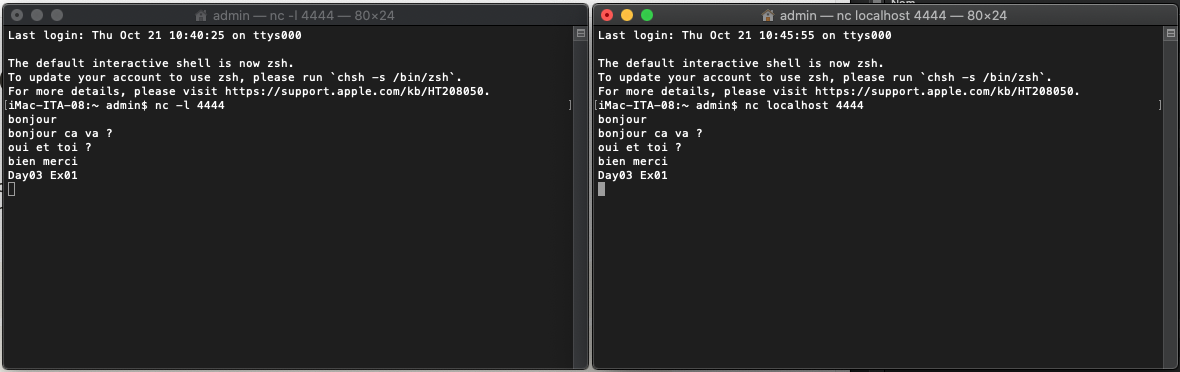 admin — nc -l 4444 — 80×24
Last login: Thu Oct 21 10:40:25 on ttys000
The default interactive shell is now zsh.
To update your account to use zsh, please run `chsh -s /bin/zsh`.
For more details, please visit https://support.apple.com/kb/HT208050.
[iMac-ITA-08:~ admin$ nc -l 4444 ]
bonjour
bonjour ca va ?
oui et toi ?
bien merci
Day03 Ex01
admin — nc localhost 4444 — 80×24
Last login: Thu Oct 21 10:45:55 on ttys000
The default interactive shell is now zsh.
To update your account to use zsh, please run `chsh -s /bin/zsh`.
For more details, please visit https://support.apple.com/kb/HT208050.
[iMac-ITA-08:~ admin$ nc localhost 4444 ]
bonjour
bonjour ca va ?
oui et toi ?
bien merci
Day03 Ex01